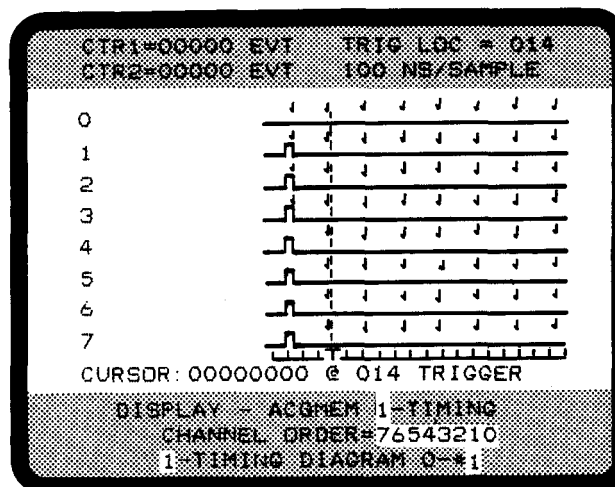 CTR1=00000 EVT TRIG LOC = 014
CTR2=00000 EVT 100 NS/SAMPLE
0
1
2
3
4
5
6
7
T
CURSOR: 00000000 @ 014 TRIGGER
DISPLAY - ACQMEM 1-TIMING
CHANNEL ORDER=76543210
1-TIMING DIAGRAM 0-*1